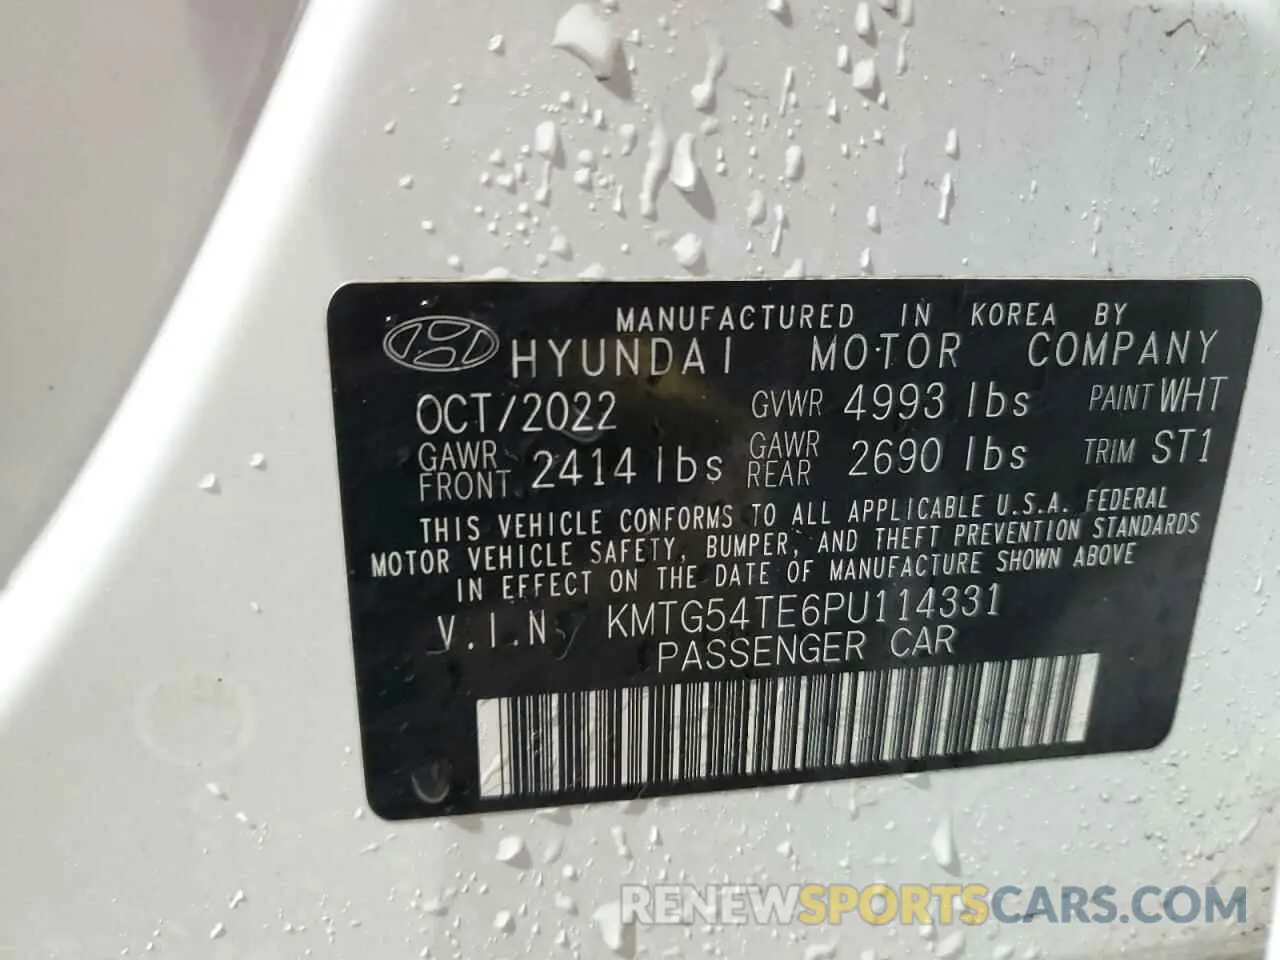 MANUFACTURED IN KOREA BY
HYUNDAI MOTOR COMPANY
OCT/2022 GVWR 4993 lbs PAINT WHT
GAWR FRONT 2414 lbs GAWR REAR 2690 lbs TRIM ST1
THIS VEHICLE CONFORMS TO ALL APPLICABLE U.S.A. FEDERAL
MOTOR VEHICLE SAFETY, BUMPER, AND THEFT PREVENTION STANDARDS
IN EFFECT ON THE DATE OF MANUFACTURE SHOWN ABOVE
V.I.N KMTG54TE6PU114331
PASSENGER CAR
RENEWSPORTSCARS.COM